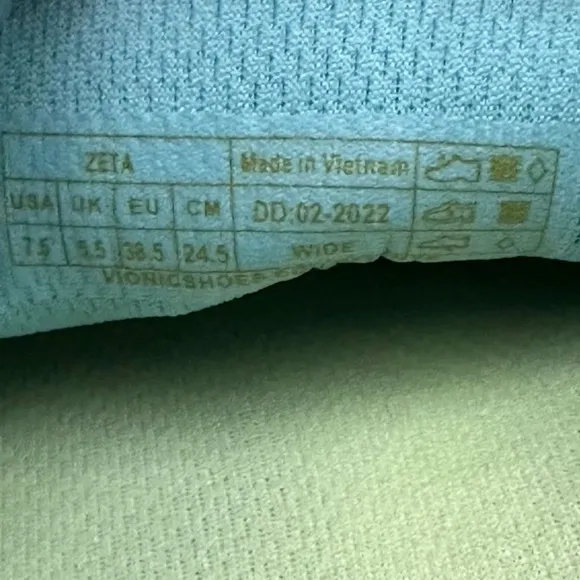 ZETA Made in Vietnam
USA UK EU CM DD:02-2022
7.5 5.5 38.5 24.5 WIDE
VIONICSHOES